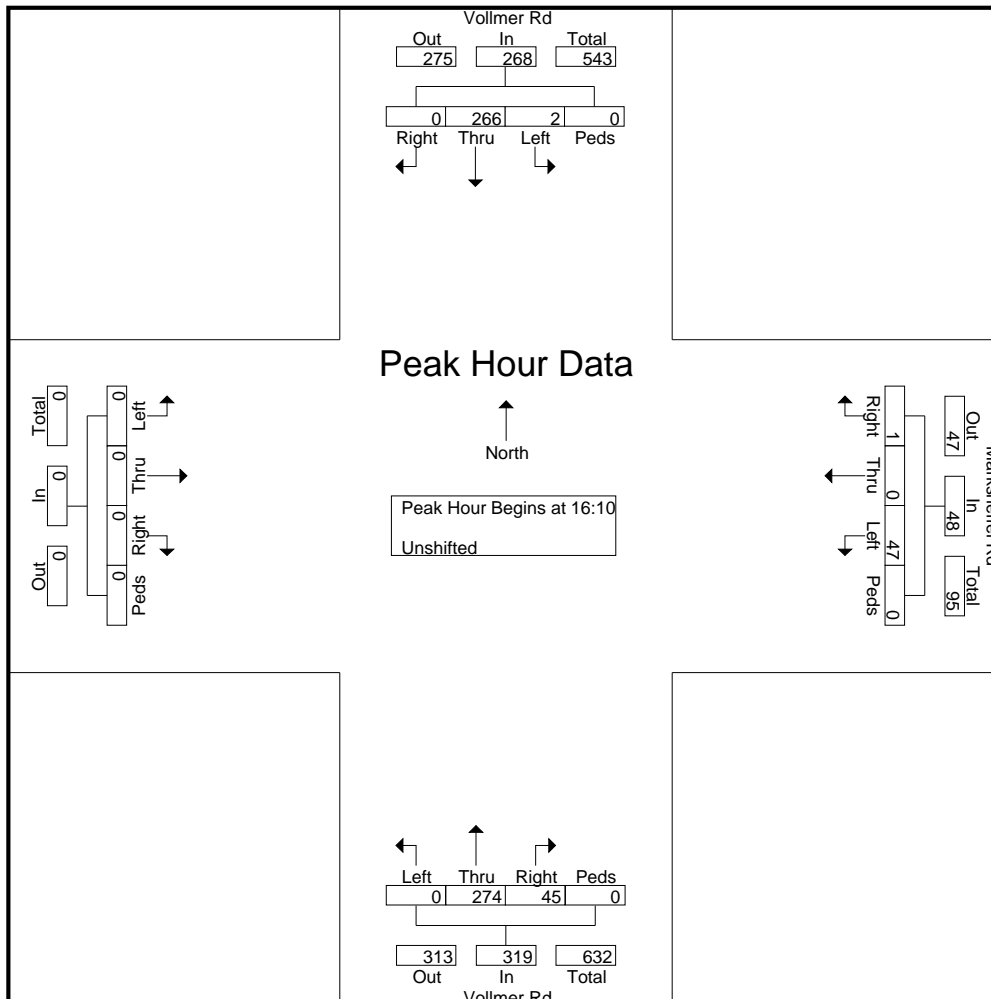 Vollmer Rd
Out In Total
275 268 543
0 266 2 0
Right Thru Left Peds
Peak Hour Data
North
Peak Hour Begins at 16:10
Unshifted
Total In Out
0 0 0
0 0 0 0
Left Thru Right Peds
Right Thru Left Peds
1 0 47 0
Out In Total
47 48 95
Left Thru Right Peds
0 274 45 0
313 319 632
Out In Total
Vollmer Rd